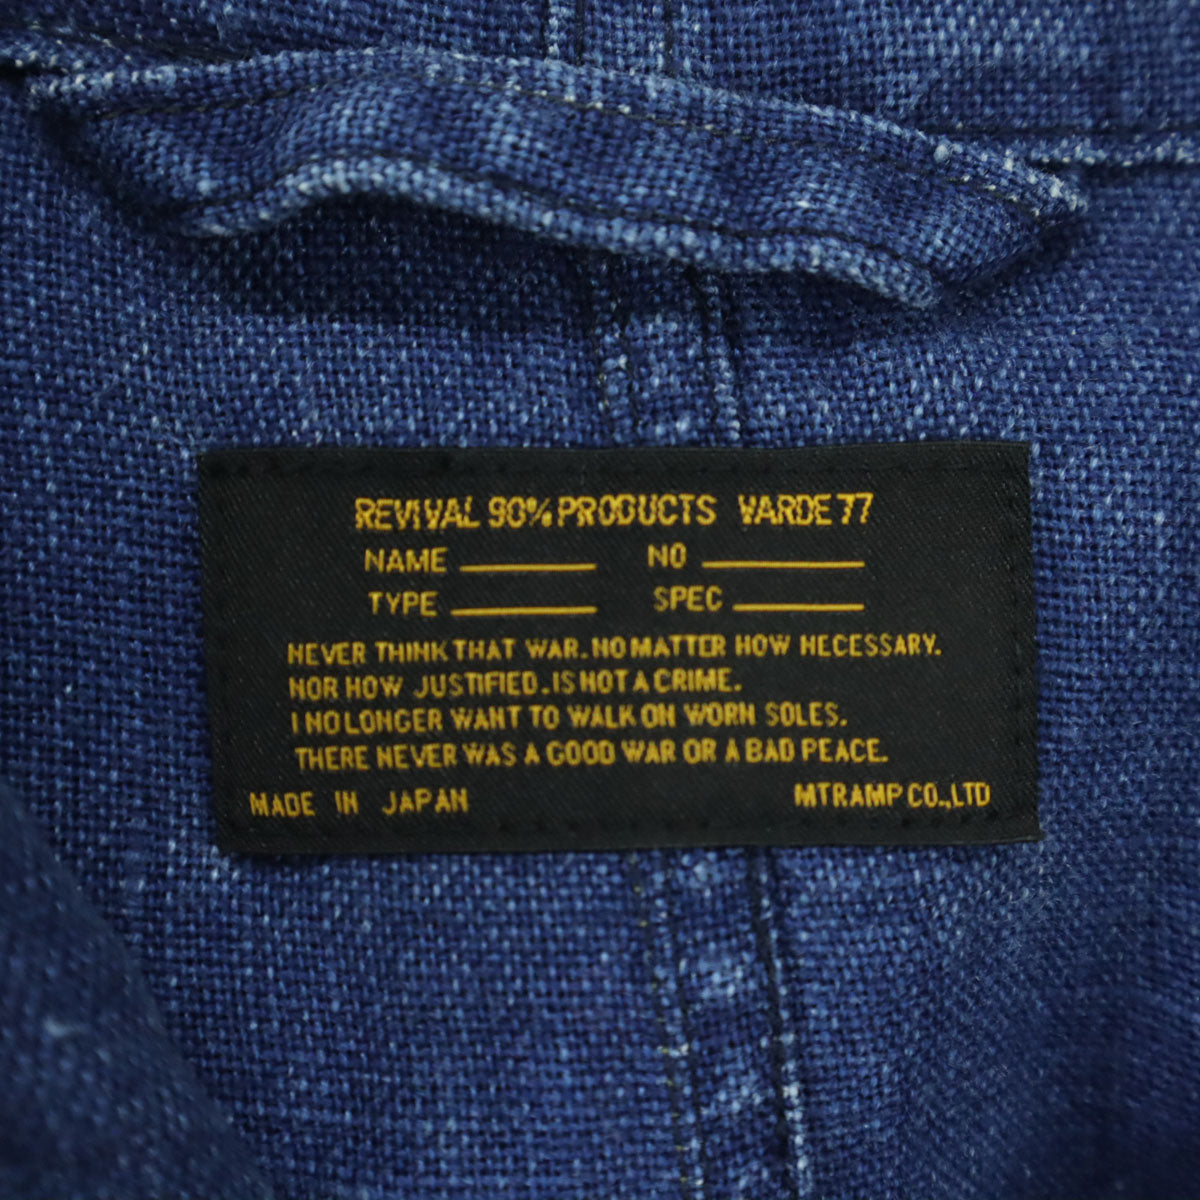 REVIVAL 90% PRODUCTS VARDE 77
NAME NO
TYPE SPEC
NEVER THINK THAT WAR. NO MATTER HOW NECESSARY.
NOR HOW JUSTIFIED. IS NOT A CRIME.
I NO LONGER WANT TO WALK ON WORN SOLES.
THERE NEVER WAS A GOOD WAR OR A BAD PEACE.
MADE IN JAPAN MTRAMP CO.,LTD